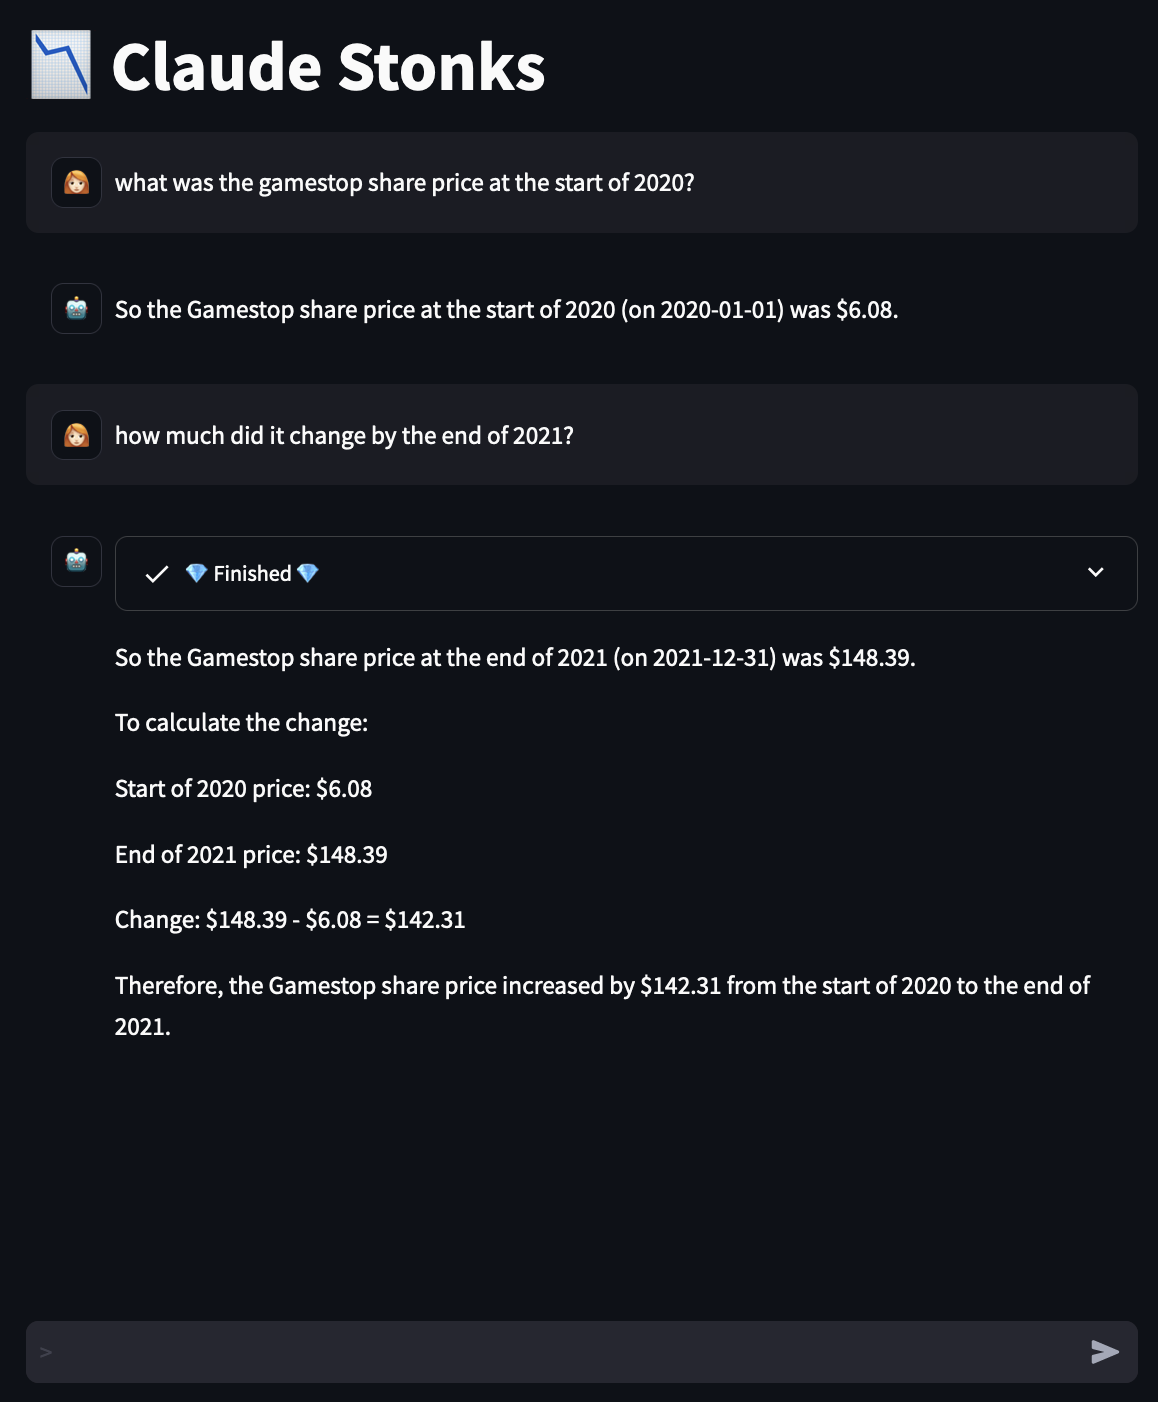 Claude Stonks
what was the gamestop share price at the start of 2020?
So the Gamestop share price at the start of 2020 (on 2020-01-01) was $6.08.
how much did it change by the end of 2021?
💎 Finished 💎
So the Gamestop share price at the end of 2021 (on 2021-12-31) was $148.39.
To calculate the change:
Start of 2020 price: $6.08
End of 2021 price: $148.39
Change: $148.39 - $6.08 = $142.31
Therefore, the Gamestop share price increased by $142.31 from the start of 2020 to the end of
2021.
>